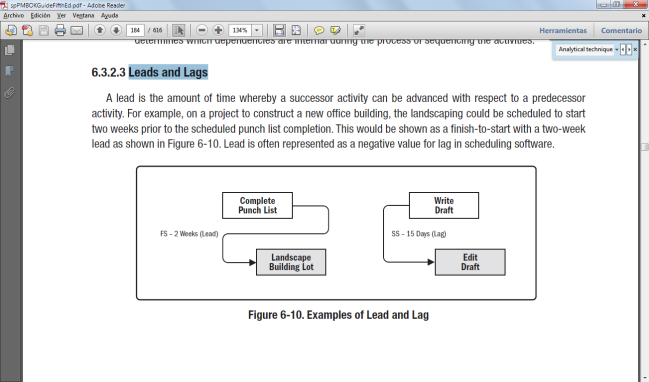 spPMBOKGuideFifthEd.pdf - Adobe Reader
Archivo Edición Ver Ventana Ayuda
184 / 616 134% Herramientas Comentario
determines which dependencies are internal during the process of sequencing the activities.
Analytical technique
6.3.2.3 Leads and Lags
A lead is the amount of time whereby a successor activity can be advanced with respect to a predecessor
activity. For example, on a project to construct a new office building, the landscaping could be scheduled to start
two weeks prior to the scheduled punch list completion. This would be shown as a finish-to-start with a two-week
lead as shown in Figure 6-10. Lead is often represented as a negative value for lag in scheduling software.
Complete
Punch List
FS – 2 Weeks (Lead)
Landscape
Building Lot
Write
Draft
SS – 15 Days (Lag)
Edit
Draft
Figure 6-10. Examples of Lead and Lag